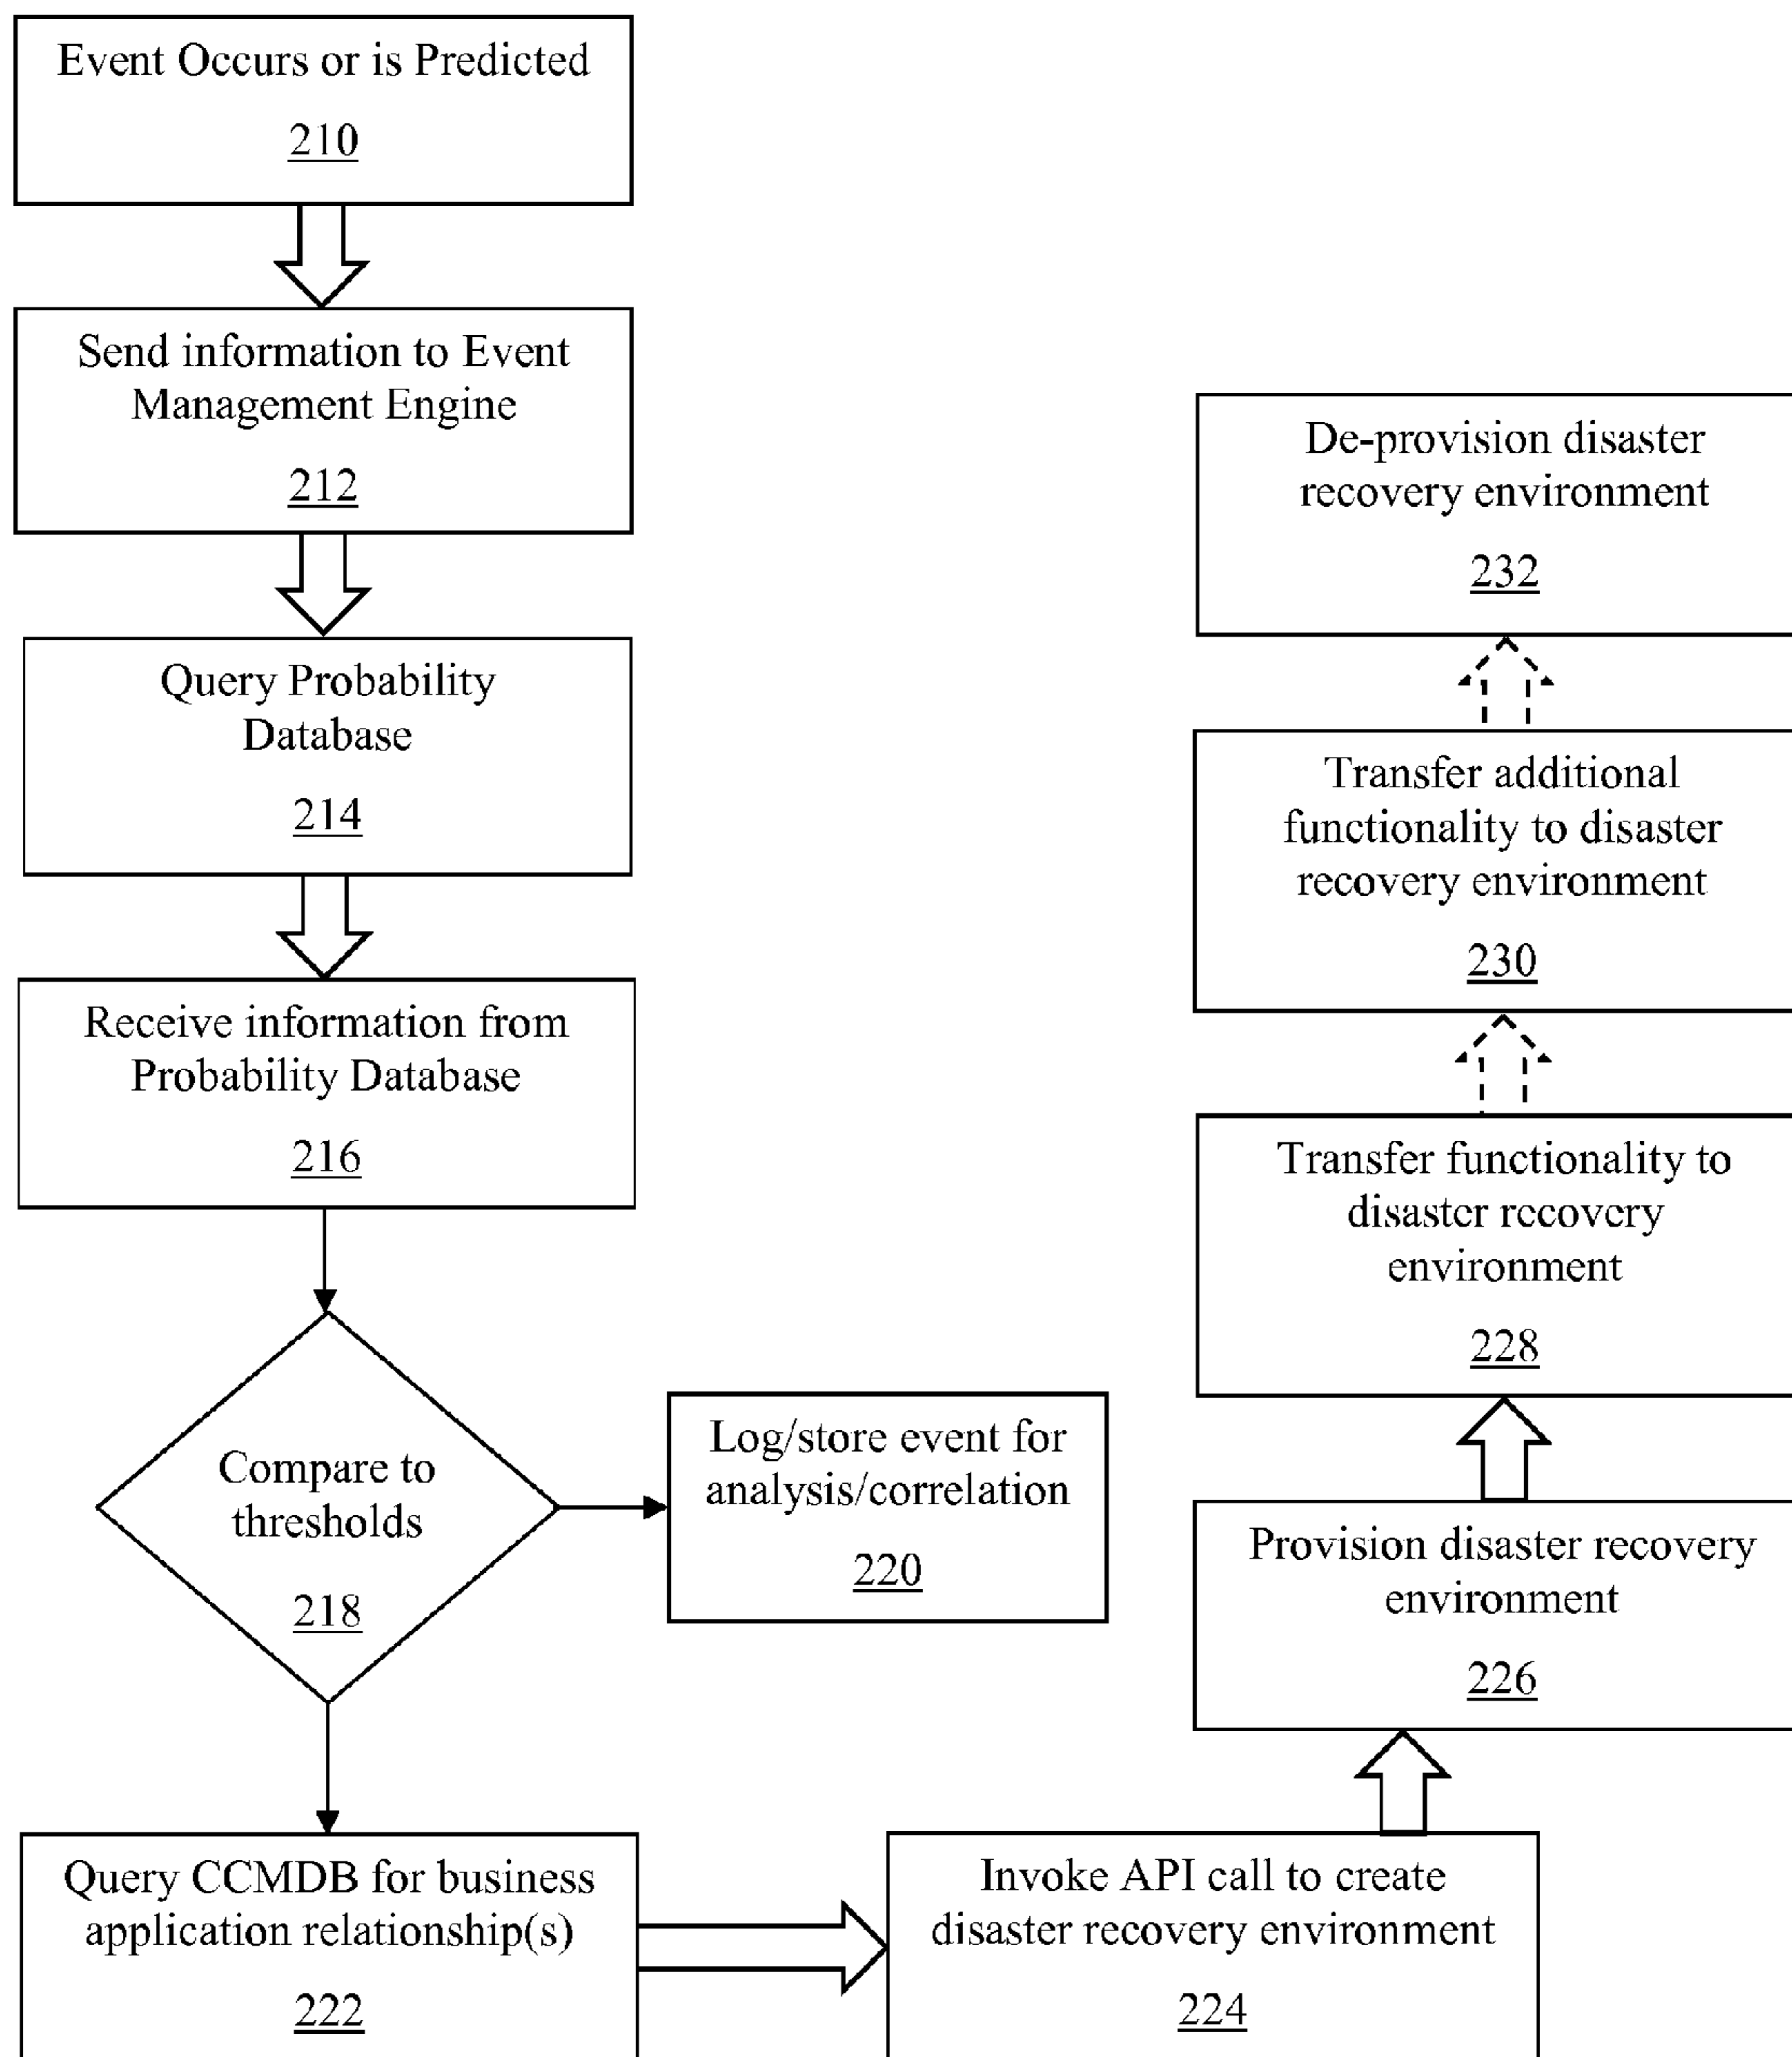 Event Occurs or is Predicted
210
Send information to Event
Management Engine
212
Query Probability
Database
214
Receive information from
Probability Database
216
Compare to
thresholds
218
Log/store event for
analysis/correlation
220
Query CCMDB for business
application relationship(s)
222
Invoke API call to create
disaster recovery environment
224
Provision disaster recovery
environment
226
Transfer functionality to
disaster recovery
environment
228
Transfer additional
functionality to disaster
recovery environment
230
De-provision disaster
recovery environment
232